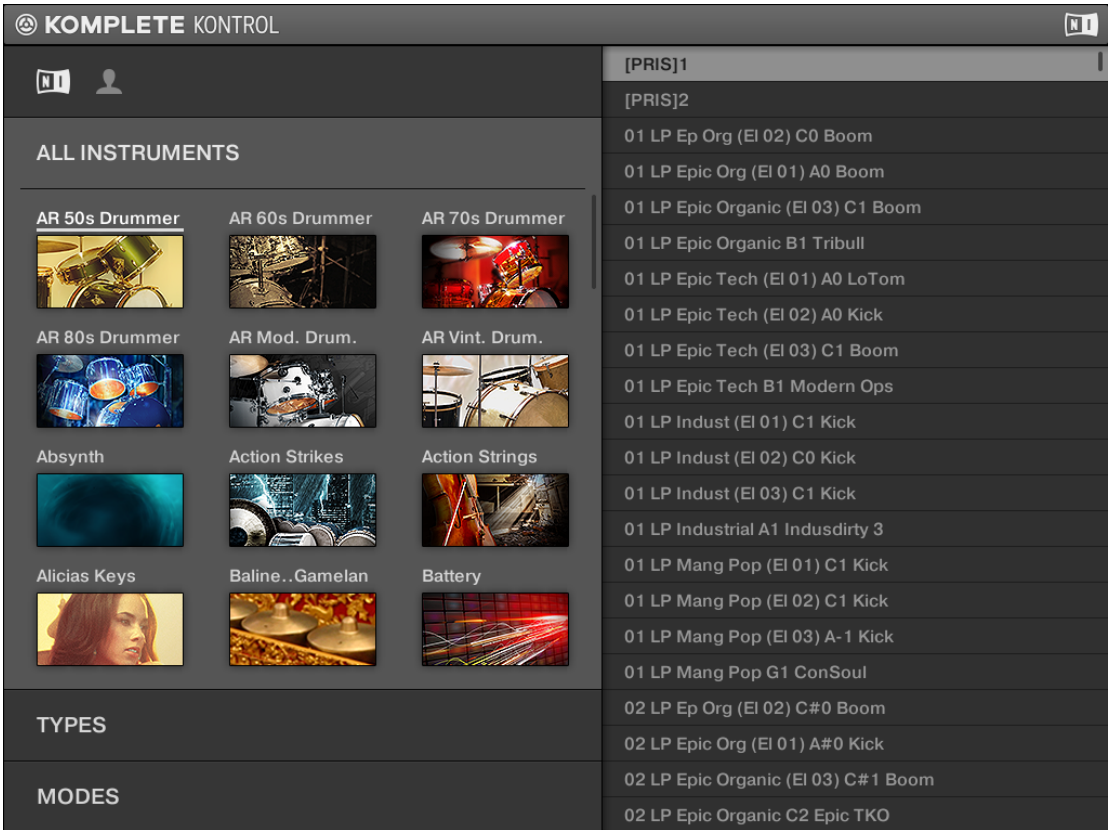 KOMPLETE KONTROL
NI
NI
ALL INSTRUMENTS
AR 50s Drummer
AR 60s Drummer
AR 70s Drummer
AR 80s Drummer
AR Mod. Drum.
AR Vint. Drum.
Absynth
Action Strikes
Action Strings
Alicias Keys
Baline..Gamelan
Battery
TYPES
MODES
[PRIS]1
[PRIS]2
01 LP Ep Org (El 02) C0 Boom
01 LP Epic Org (El 01) A0 Boom
01 LP Epic Organic (El 03) C1 Boom
01 LP Epic Organic B1 Tribull
01 LP Epic Tech (El 01) A0 LoTom
01 LP Epic Tech (El 02) A0 Kick
01 LP Epic Tech (El 03) C1 Boom
01 LP Epic Tech B1 Modern Ops
01 LP Indust (El 01) C1 Kick
01 LP Indust (El 02) C0 Kick
01 LP Indust (El 03) C1 Kick
01 LP Industrial A1 Indusdirty 3
01 LP Mang Pop (El 01) C1 Kick
01 LP Mang Pop (El 02) C1 Kick
01 LP Mang Pop (El 03) A-1 Kick
01 LP Mang Pop G1 ConSoul
02 LP Ep Org (El 02) C#0 Boom
02 LP Epic Org (El 01) A#0 Kick
02 LP Epic Organic (El 03) C#1 Boom
02 LP Epic Organic C2 Epic TKO